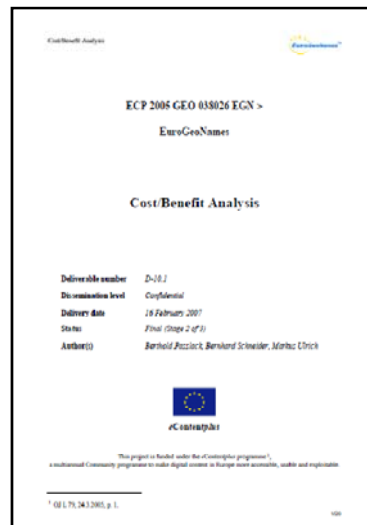 Cost/Benefit Analysis
EuroGeoNames
ECP 2005 GEO 038026 EGN >
EuroGeoNames
Cost/Benefit Analysis
Deliverable number D-10.1
Dissemination level Confidential
Delivery date 16 February 2007
Status Final (Stage 2 of 3)
Author(s) Berthold Passlack, Bernhard Schneider, Markus Ulrich
eContentplus
This project is funded under the eContentplus programme¹,
a multiannual Community programme to make digital content in Europe more accessible, usable and exploitable.
¹ OJ L 79, 24.3.2005, p. 1.